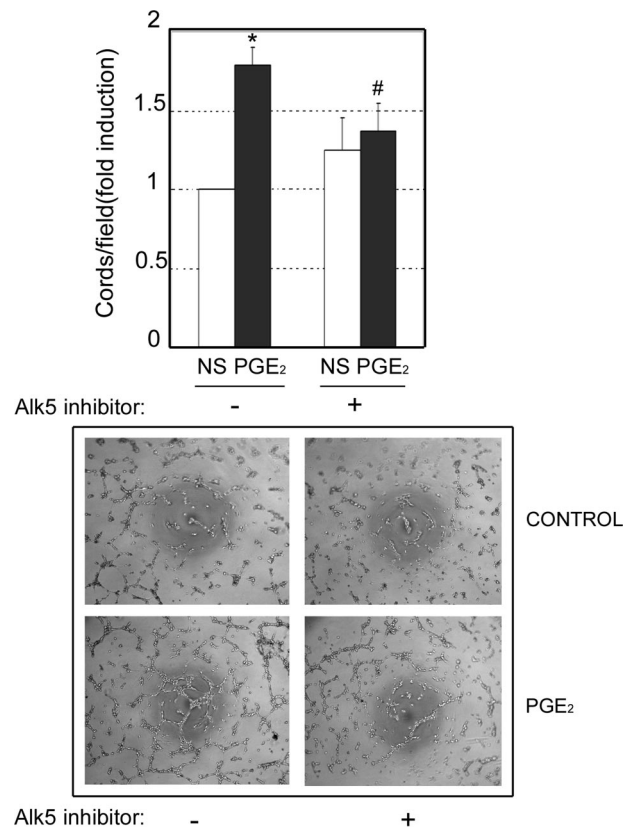 2
*
#
1.5
1
0.5
0
Cords/field(fold induction)
NS PGE₂ NS PGE₂
Alk5 inhibitor: - +
CONTROL
PGE₂
Alk5 inhibitor: - +